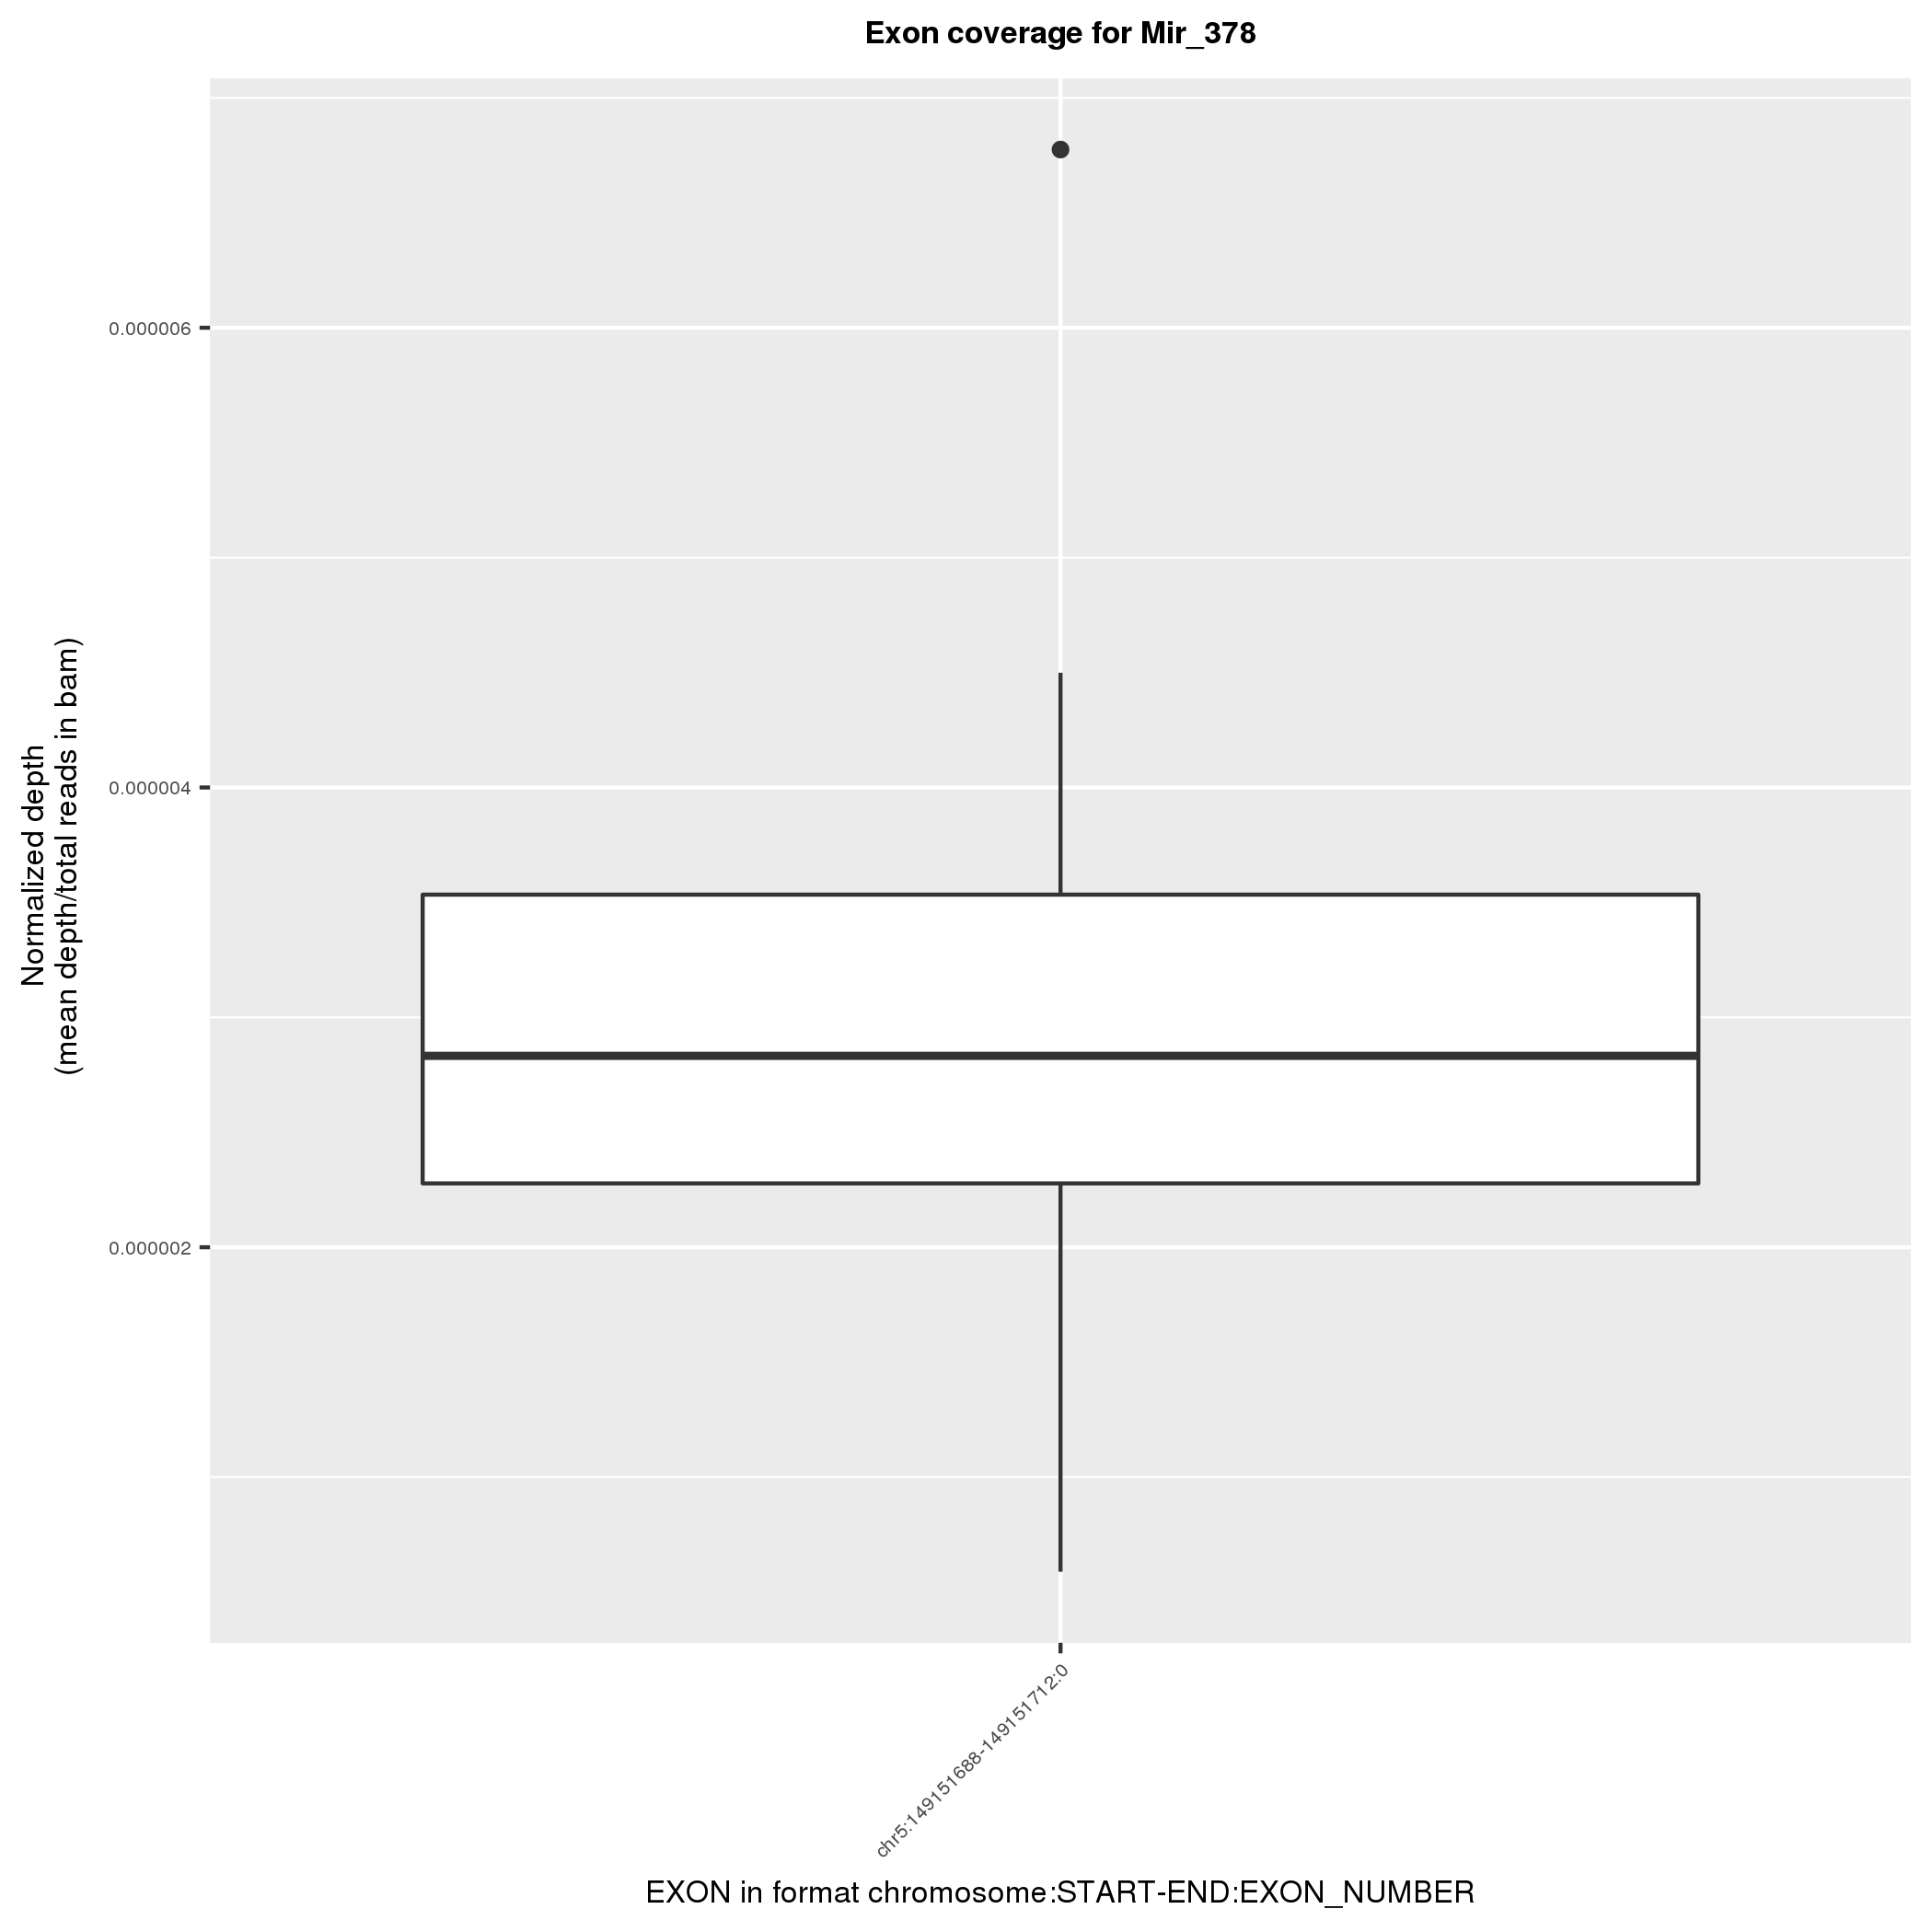 Exon coverage for Mir_378
Normalized depth
(mean depth/total reads in bam)
0.000006
0.000004
0.000002
chr5:149151688-149151712:0
EXON in format chromosome:START-END:EXON_NUMBER